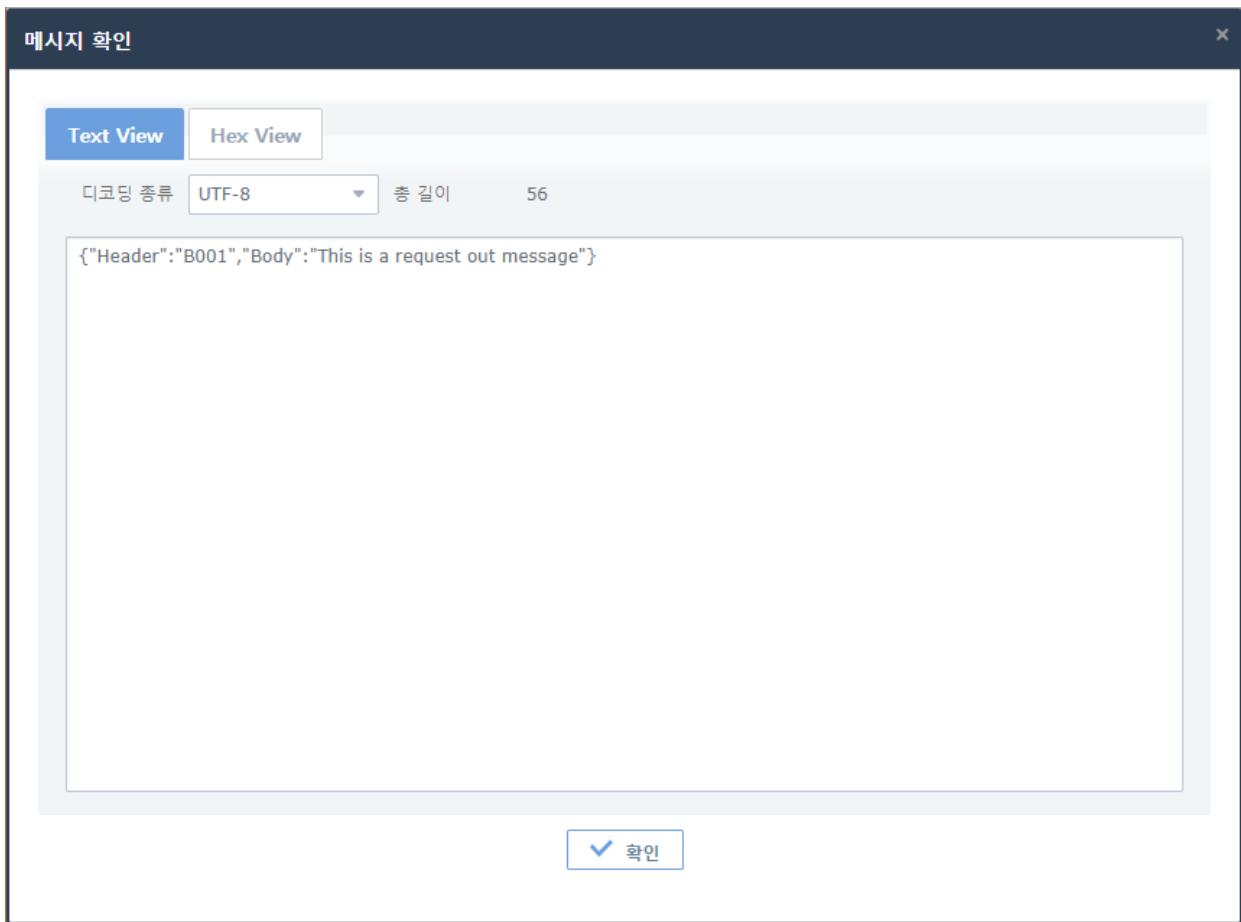 메시지 확인 ×
Text View Hex View
디코딩 종류 UTF-8 총 길이 56
{"Header":"B001","Body":"This is a request out message"}
확인